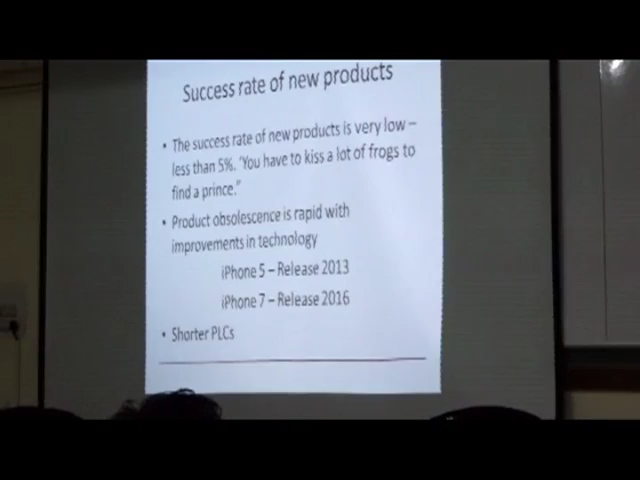 Success rate of new products
• The success rate of new products is very low –
less than 5%. 'You have to kiss a lot of frogs to
find a prince."
• Product obsolescence is rapid with
improvements in technology
iPhone 5 – Release 2013
iPhone 7 – Release 2016
• Shorter PLCs